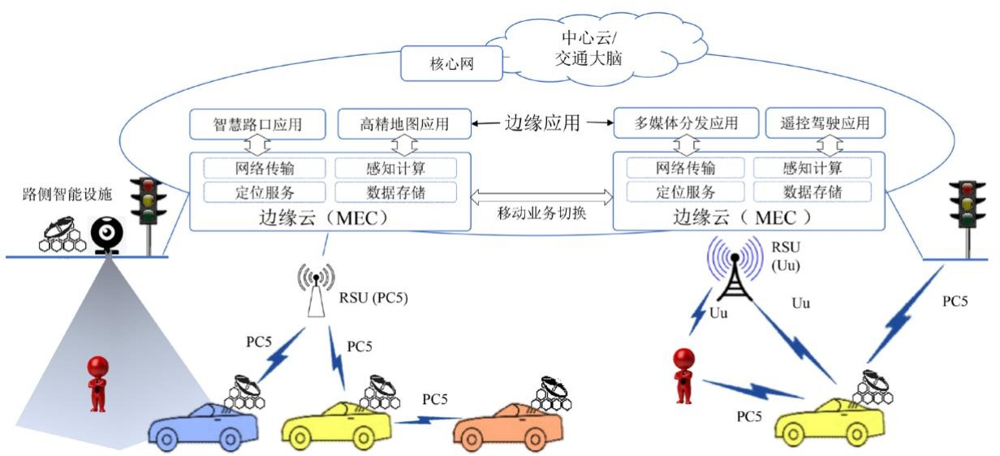 中心云/
交通大脑
核心网
智慧路口应用
高精地图应用
边缘应用
多媒体分发应用
遥控驾驶应用
网络传输
感知计算
定位服务
数据存储
边缘云（MEC）
移动业务切换
网络传输
感知计算
定位服务
数据存储
边缘云（ MEC ）
路侧智能设施
RSU (PC5)
RSU
(Uu)
Uu
Uu
PC5
PC5
PC5
PC5
PC5